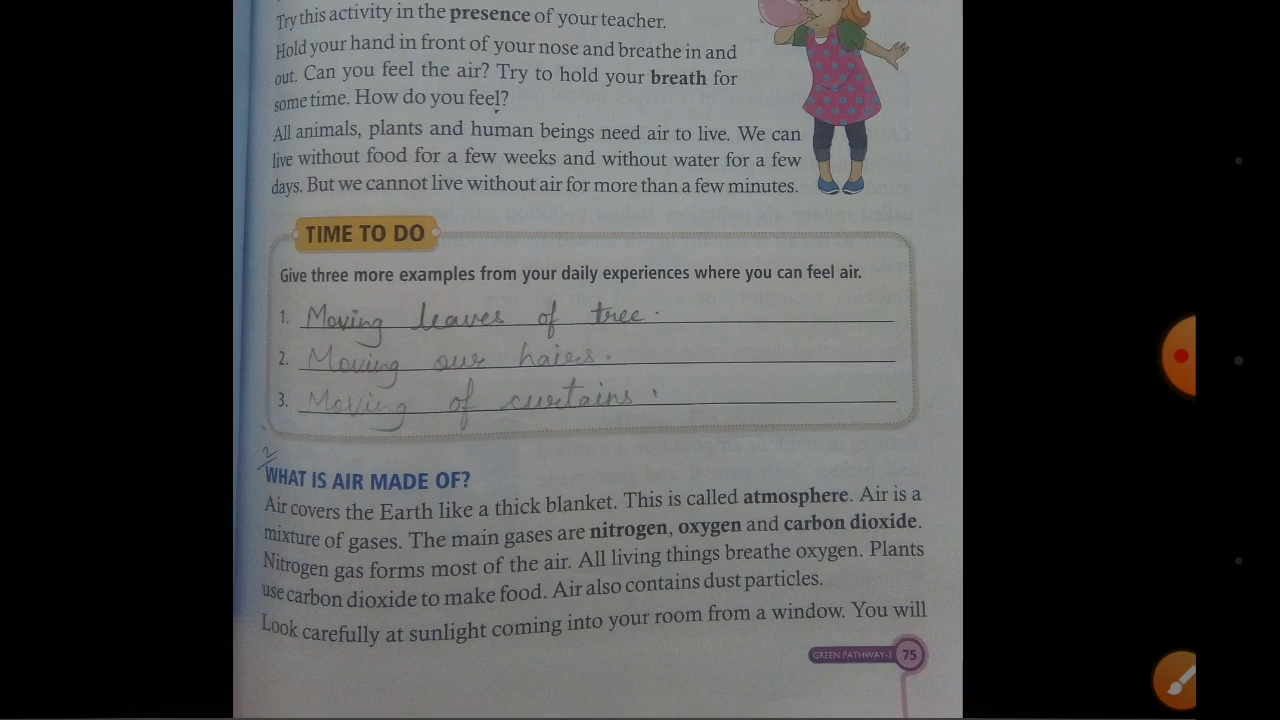 Try this activity in the presence of your teacher.
Hold your hand in front of your nose and breathe in and
out. Can you feel the air? Try to hold your breath for
some time. How do you feel?
All animals, plants and human beings need air to live. We can
live without food for a few weeks and without water for a few
days. But we cannot live without air for more than a few minutes.
TIME TO DO
Give three more examples from your daily experiences where you can feel air.
1. Moving leaves of tree.
2. Moving our haiers.
3. Moving of curtains.
2
WHAT IS AIR MADE OF?
Air covers the Earth like a thick blanket. This is called atmosphere. Air is a
mixture of gases. The main gases are nitrogen, oxygen and carbon dioxide.
Nitrogen gas forms most of the air. All living things breathe oxygen. Plants
use carbon dioxide to make food. Air also contains dust particles.
Look carefully at sunlight coming into your room from a window. You will
GREEN PATHWAY-3 75